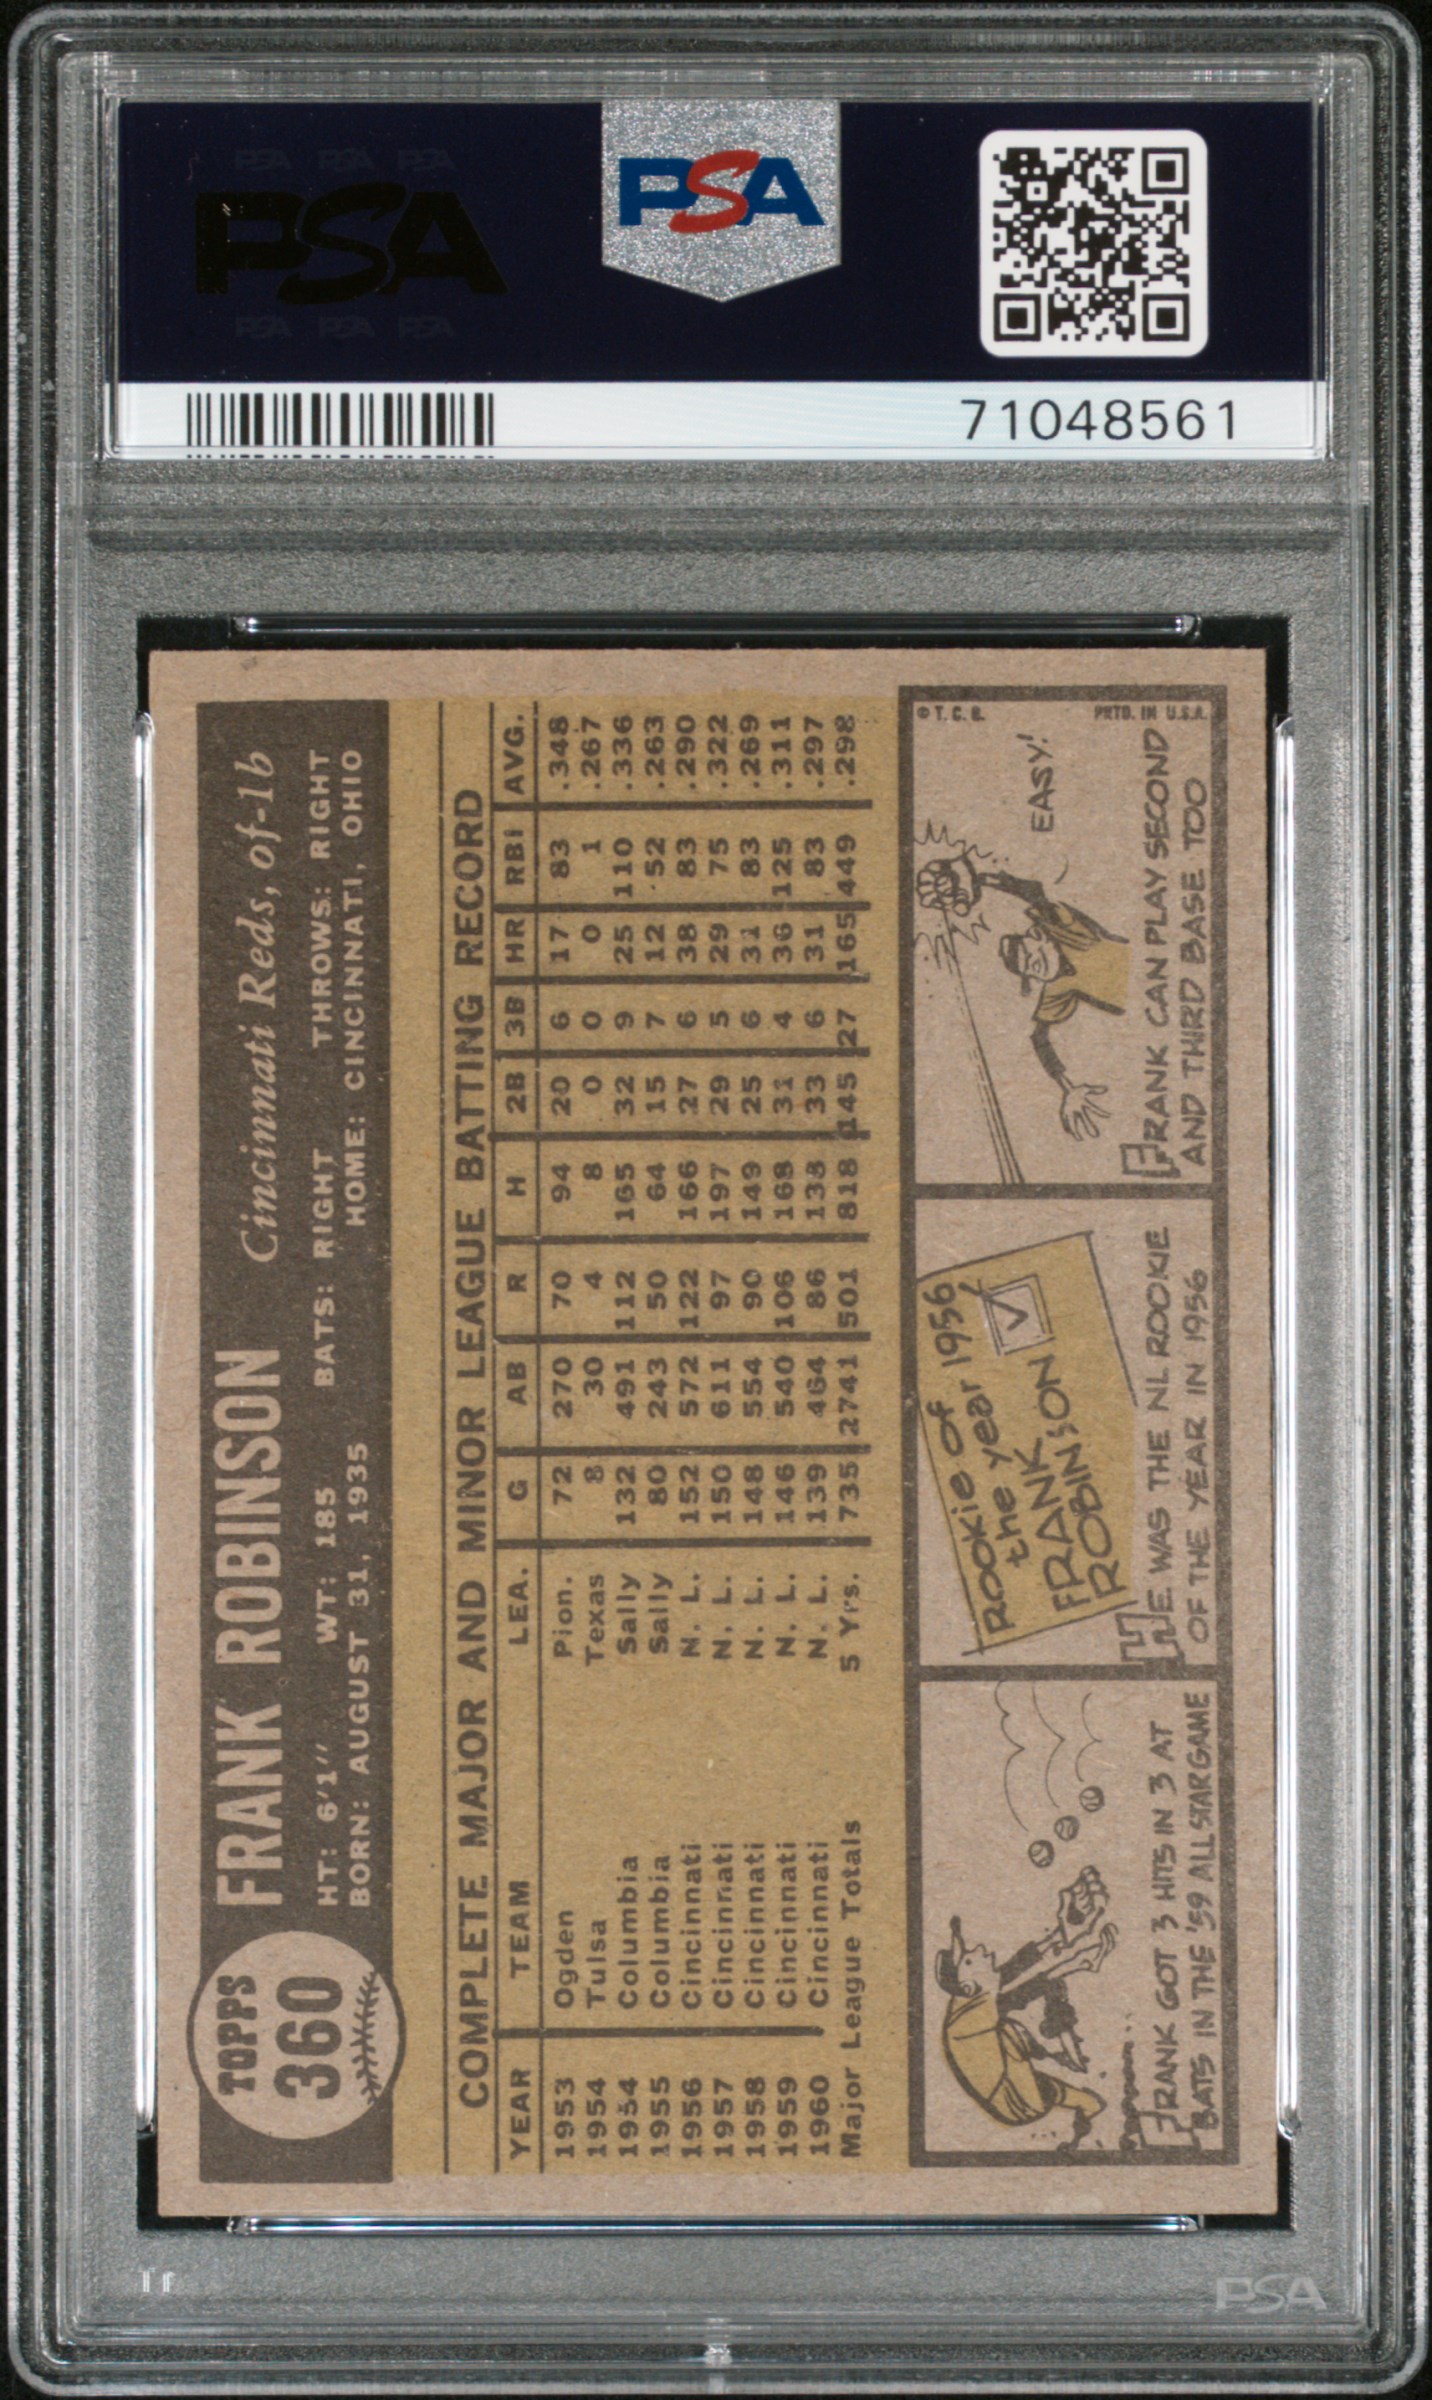 PSA PSA PSA
PSA
PSA PSA PSA
PSA
71048561
TOPPS
360
FRANK ROBINSON Cincinnati Reds, of-1b
HT: 6'1" WT: 185 BATS: RIGHT THROWS: RIGHT
BORN: AUGUST 31, 1935 HOME: CINCINNATI, OHIO
COMPLETE MAJOR AND MINOR LEAGUE BATTING RECORD
YEAR TEAM LEA. G AB R H 2B 3B HR RBI AVG.
1953 Ogden Pion. 72 270 70 94 20 6 17 83 .348
1954 Tulsa Texas 8 30 4 8 0 0 0 1 .267
1954 Columbia Sally 132 491 112 165 32 9 25 110 .336
1955 Columbia Sally 80 243 50 64 15 7 12 52 .263
1956 Cincinnati N. L. 152 572 122 166 27 6 38 83 .290
1957 Cincinnati N. L. 150 611 97 197 29 5 29 75 .322
1958 Cincinnati N. L. 148 554 90 149 25 6 31 83 .269
1959 Cincinnati N. L. 146 540 106 168 31 4 36 125 .311
1960 Cincinnati N. L. 139 464 86 138 33 6 31 83 .297
Major League Totals 5 Yrs. 735 2741 501 818 145 27 165 449 .298
FRANK GOT 3 HITS IN 3 AT
BATS IN THE '59 ALL STAR GAME
ROOKIE OF
the year 1956
FRANK
ROBINSON
HE WAS THE NL ROOKIE
OF THE YEAR IN 1956
© T. C. G.
PRTD. IN U.S.A.
EASY!
FRANK CAN PLAY SECOND
AND THIRD BASE TOO
PSA